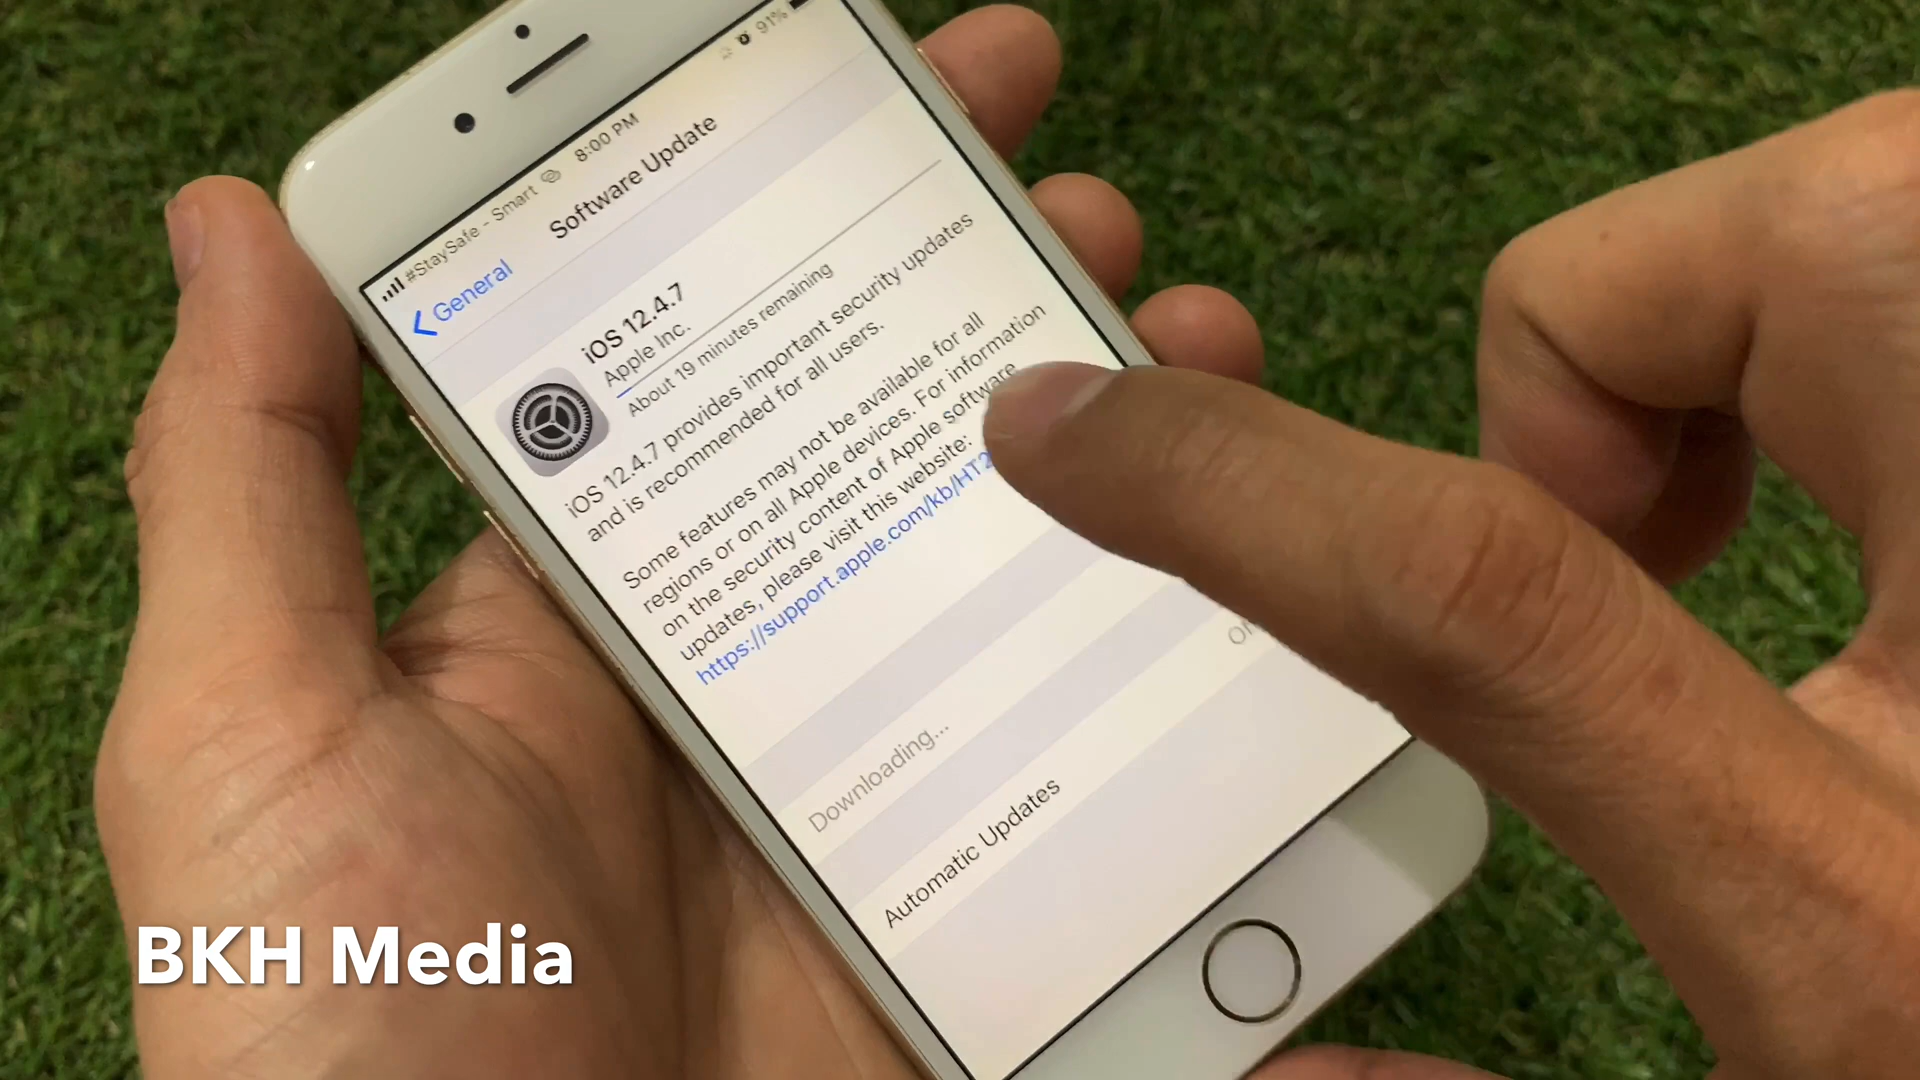 #StaySafe - Smart 8:00 PM 91%
General Software Update
iOS 12.4.7
Apple Inc.
About 19 minutes remaining
iOS 12.4.7 provides important security updates
and is recommended for all users.
Some features may not be available for all
regions or on all Apple devices. For information
on the security content of Apple software
updates, please visit this website:
https://support.apple.com/kb/HT2
Downloading...
Automatic Updates
BKH Media